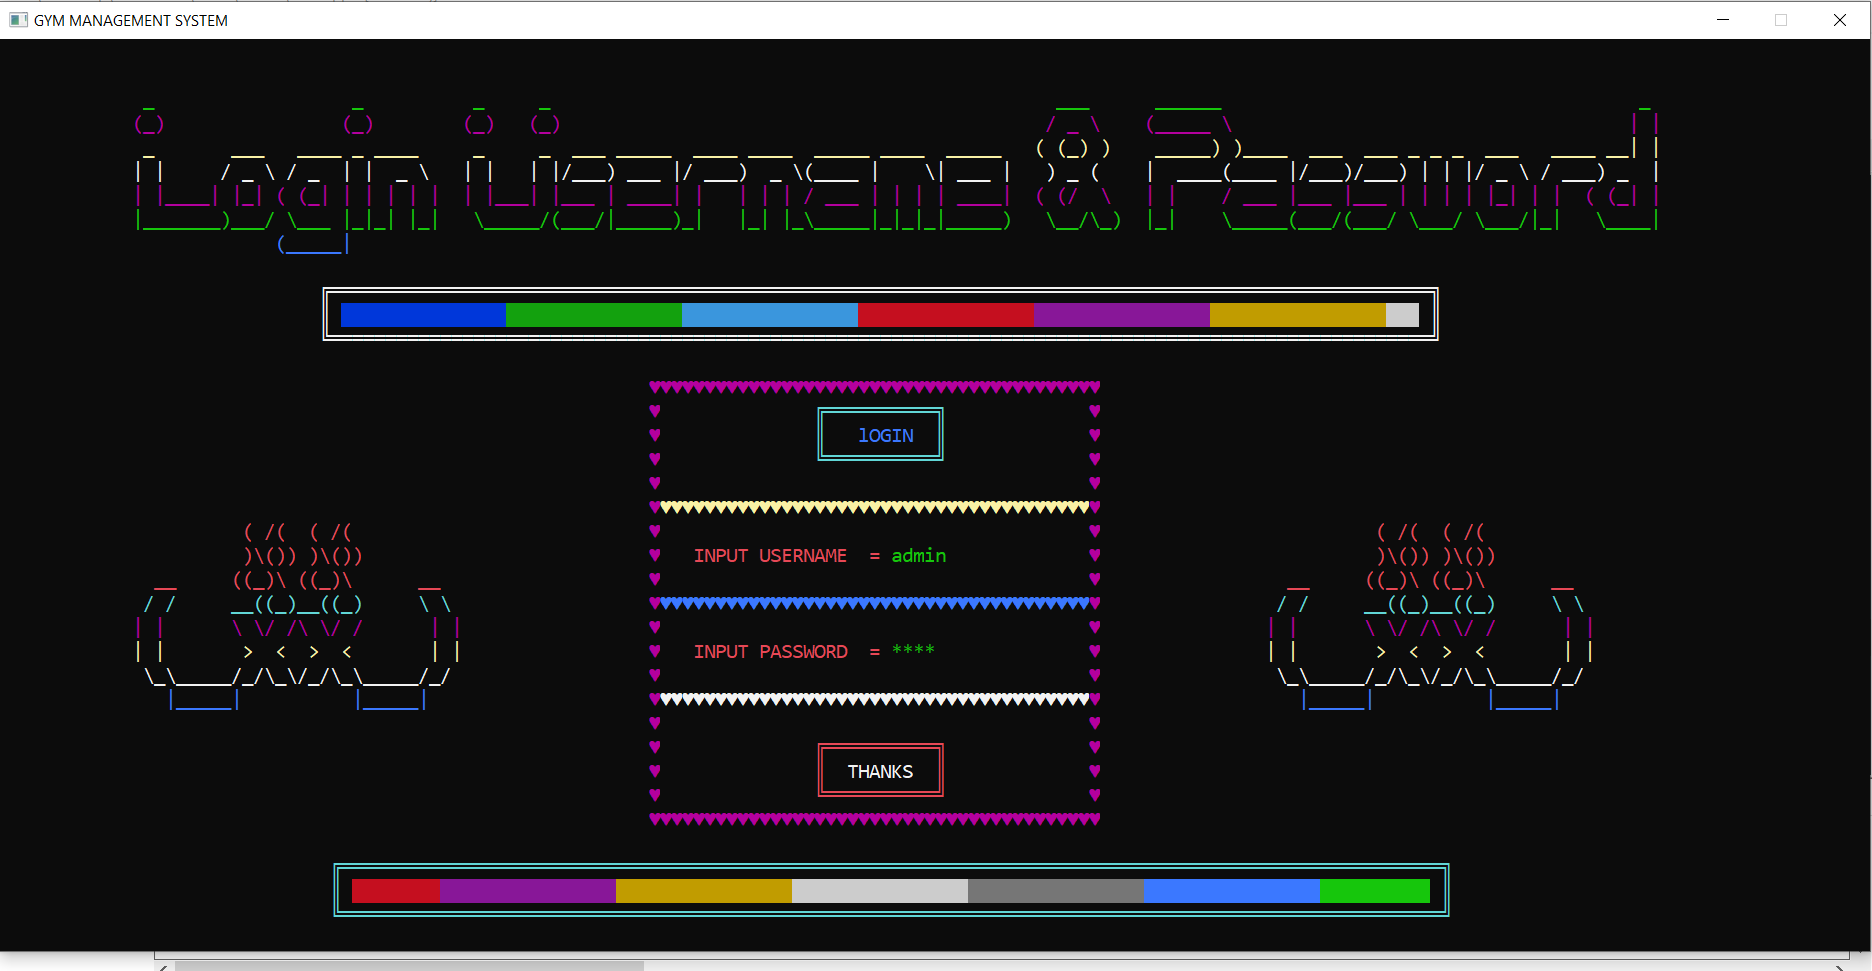 GYM MANAGEMENT SYSTEM
Login Username & Password
lOGIN
INPUT USERNAME = admin
INPUT PASSWORD = ****
THANKS